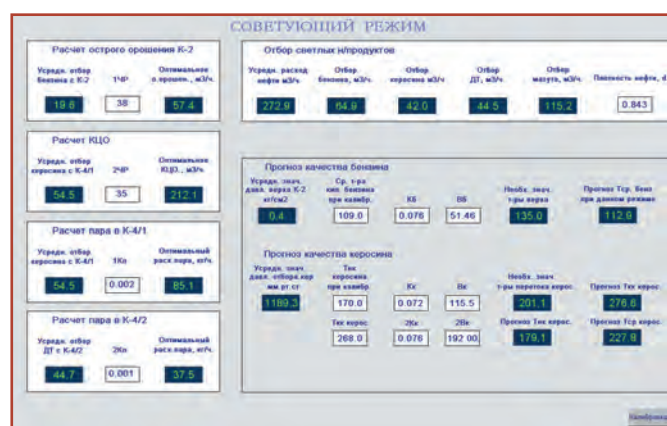 СОВЕТУЮЩИЙ РЕЖИМ
Расчет острого орошения К-2
Усредн. отбор Бензина с К-2
1ЧР
Оптимальное о.орошен., м3/ч.
19.6
38
57.4
Расчет КЦО
Усредн. отбор керосина с К-4/1
2ЧР
Оптимальное КЦО., м3/ч.
54.5
35
212.1
Расчет пара в К-4/1
Усредн. отбор керосина с К-4/1
1Кп
Оптимальный расх.пара, кг/ч.
54.5
0.002
85.1
Расчет пара в К-4/2
Усредн. отбор ДТ с К-4/2
2Кп
Оптимальный расх.пара, кг/ч.
44.7
0.001
37.5
Отбор светлых н/продуктов
Усредн. расход нефти м3/ч.
Отбор бензина, м3/ч.
Отбор керосина м3/ч
Отбор ДТ, м3/ч.
Отбор мазута, м3/ч.
Плотность нефти, d
272.9
64.9
42.0
44.5
115.2
0.843
Прогноз качества бензина
Усредн. знач. давл. верха К-2 кг/см2
Ср. т-ра кип. бензина при калибр.
КБ
ВБ
Необх. знач. т-ры верха
Прогноз Тср. Бенз при данном режиме
0.4
109.0
0.076
51.46
135.0
112.9
Прогноз качества керосина
Усредн. знач. давл. отбора.кер мм.рт.ст
Тнк керосина при калибр.
Кк
Вк
Необх. знач. т-ры перетока керос.
Прогноз Ткк керос.
1189.3
170.0
0.072
115.5
201.1
276.6
Ткк керос.
2Кк
2Вк
Прогноз Тнк керос.
Прогноз Тср керос.
268.0
0.076
192.00
179.1
227.8